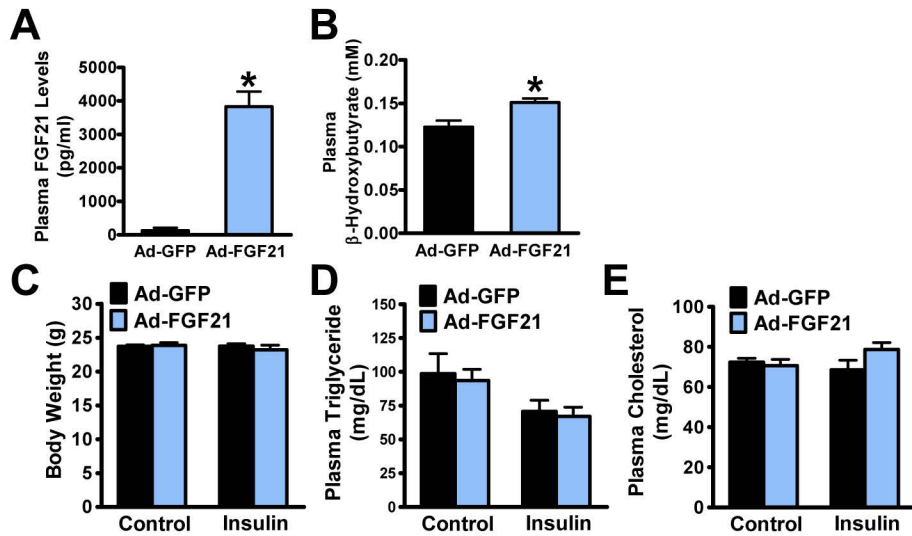 A
Plasma FGF21 Levels
(pg/ml)
5000
4000
3000
2000
1000
0
*
Ad-GFP
Ad-FGF21
B
Plasma
β-Hydroxybutyrate (mM)
0.20
0.15
0.10
0.05
0.00
*
Ad-GFP
Ad-FGF21
C
Ad-GFP
Ad-FGF21
Body Weight (g)
30
25
20
15
10
5
0
Control
Insulin
D
Ad-GFP
Ad-FGF21
Plasma Triglyceride
(mg/dL)
150
125
100
75
50
25
0
Control
Insulin
E
Ad-GFP
Ad-FGF21
Plasma Cholesterol
(mg/dL)
100
80
60
40
20
0
Control
Insulin